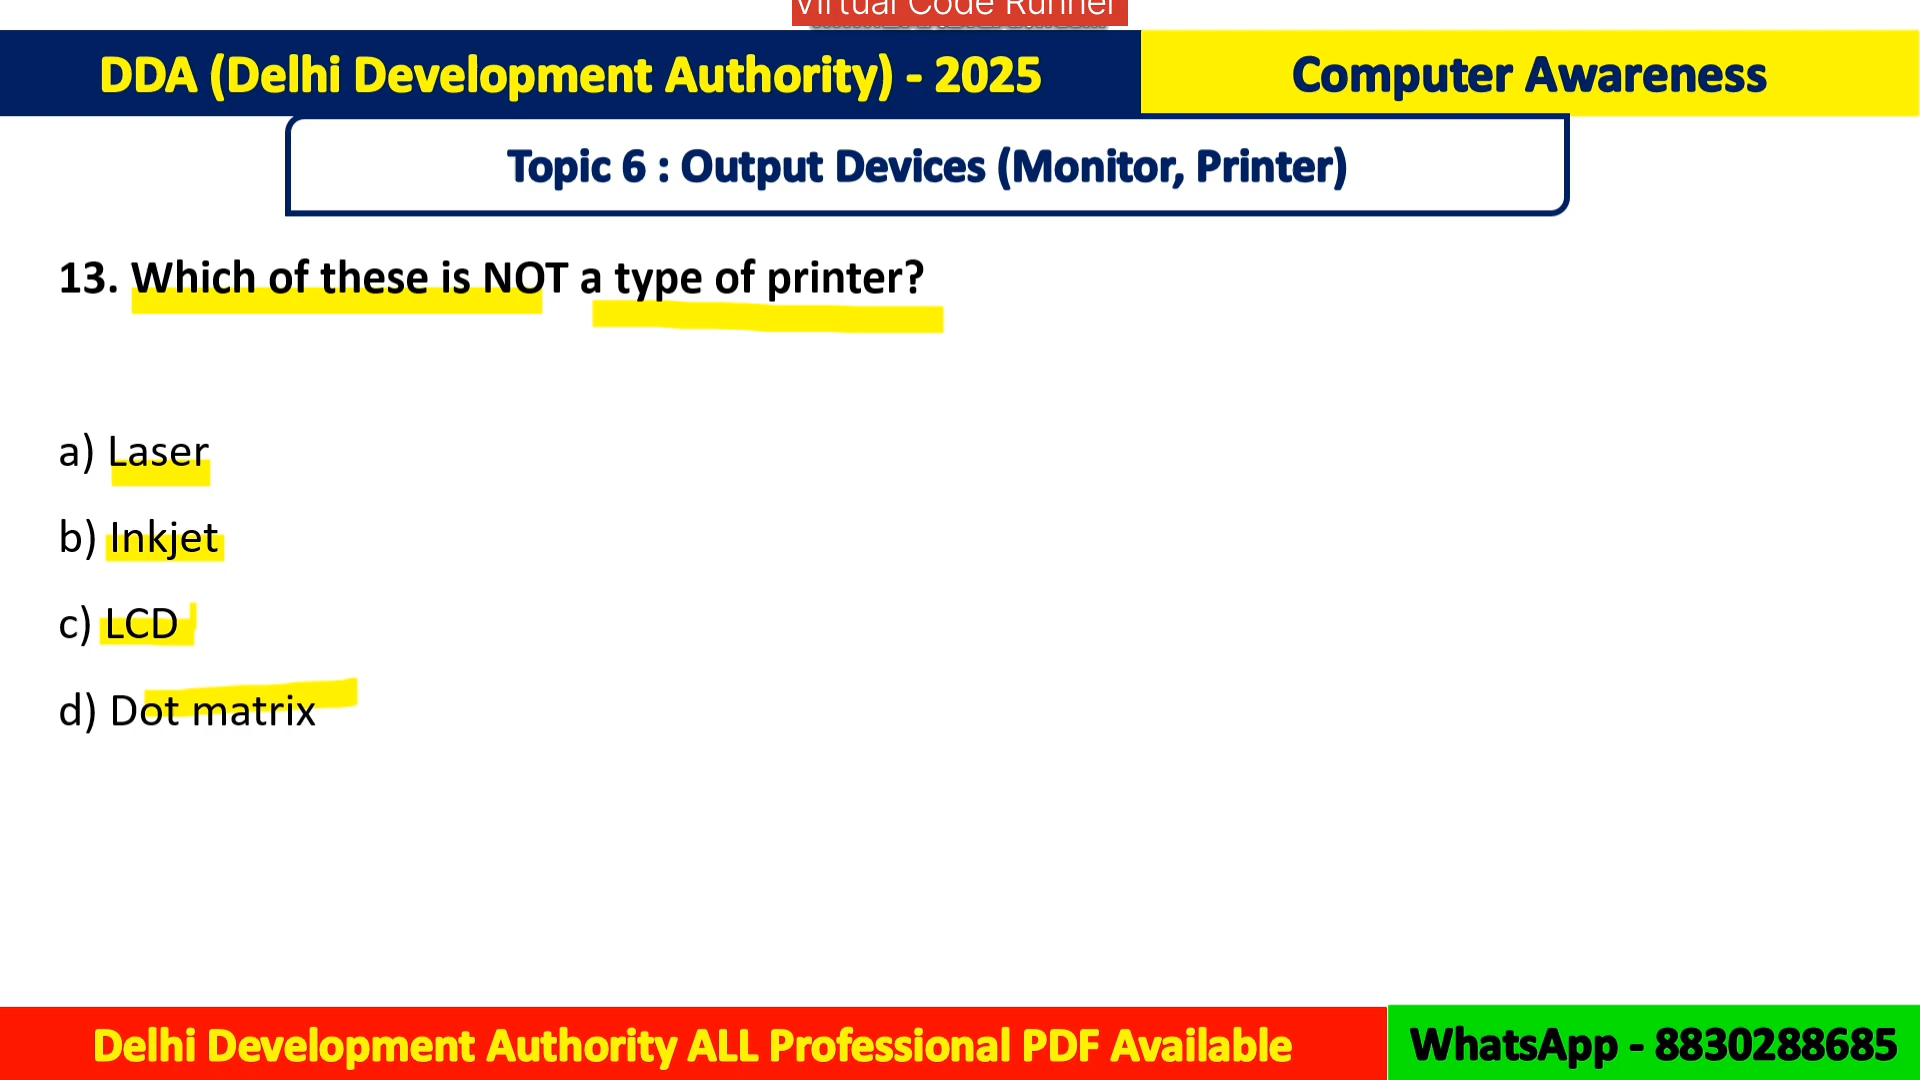 Virtual Code Runner
DDA (Delhi Development Authority) - 2025
Computer Awareness
Topic 6 : Output Devices (Monitor, Printer)
13. Which of these is NOT a type of printer?
a) Laser
b) Inkjet
c) LCD
d) Dot matrix
Delhi Development Authority ALL Professional PDF Available
WhatsApp - 8830288685